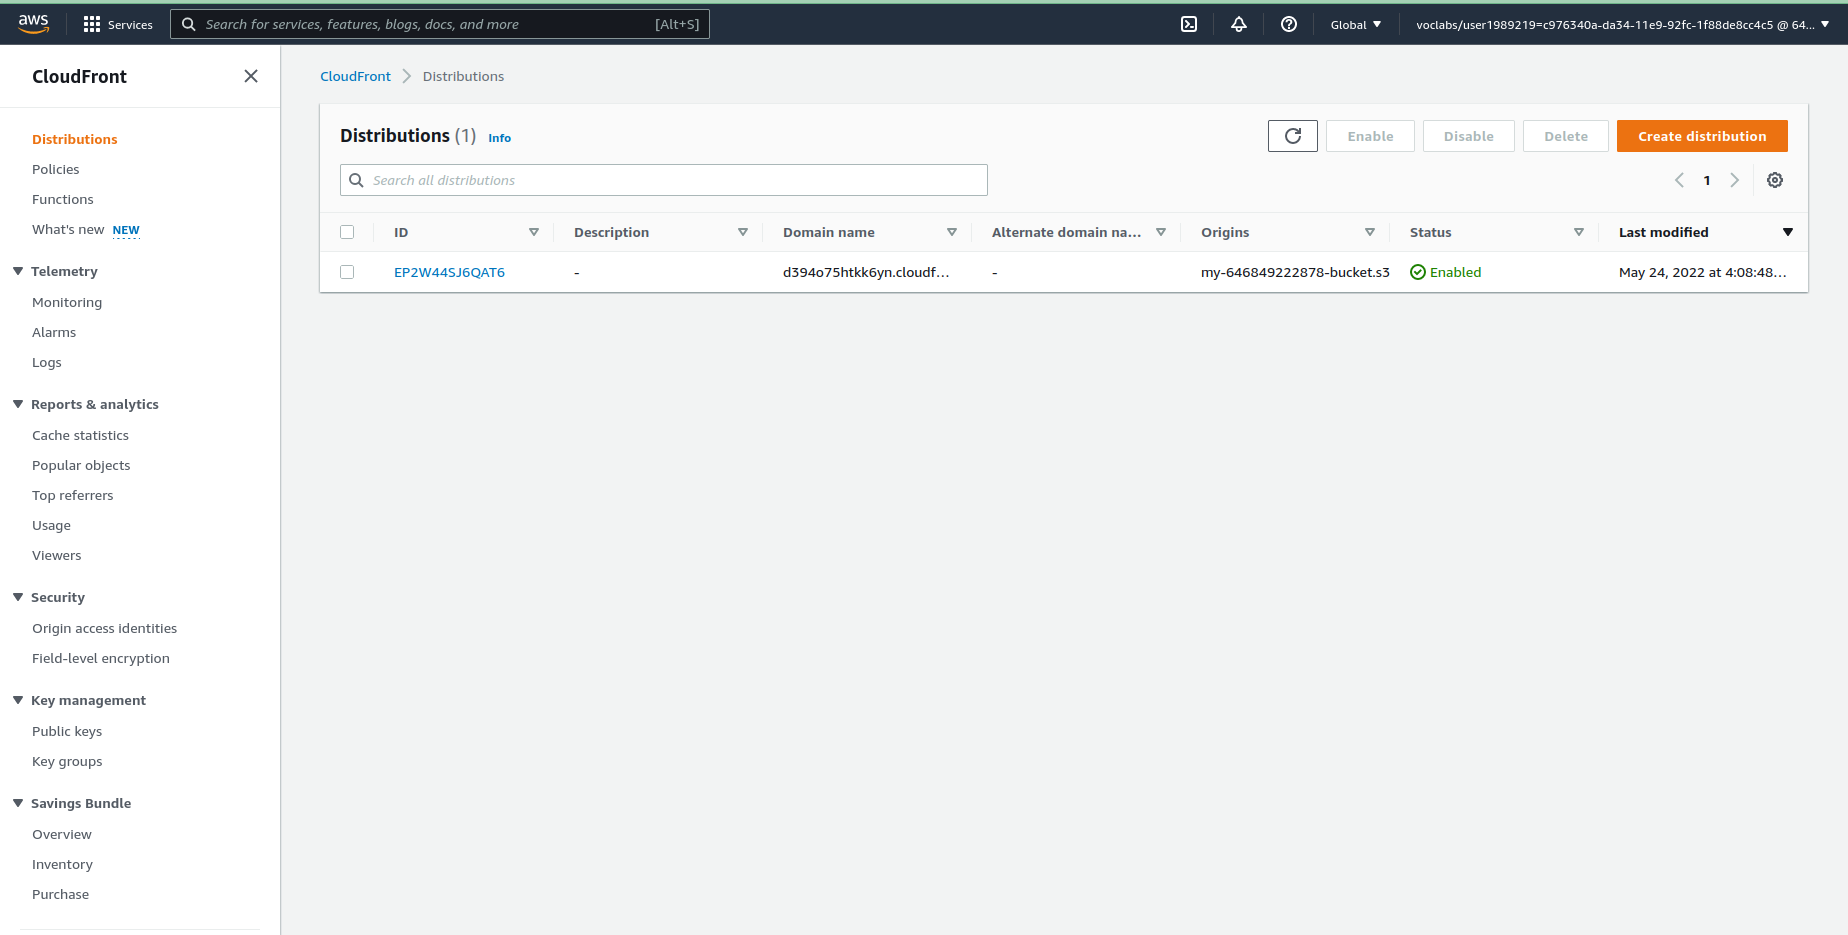 aws
Services
Search for services, features, blogs, docs, and more [Alt+S]
Global
voclabs/user1989219=c976340a-da34-11e9-92fc-1f88de8cc4c5 @ 64...
CloudFront
Distributions
Policies
Functions
What's new NEW
Telemetry
Monitoring
Alarms
Logs
Reports & analytics
Cache statistics
Popular objects
Top referrers
Usage
Viewers
Security
Origin access identities
Field-level encryption
Key management
Public keys
Key groups
Savings Bundle
Overview
Inventory
Purchase
CloudFront Distributions
Distributions (1) Info
Enable Disable Delete Create distribution
Search all distributions
1
ID Description Domain name Alternate domain na... Origins Status Last modified
EP2W44SJ6QAT6 - d394o75htkk6yn.cloudf... - my-646849222878-bucket.s3 Enabled May 24, 2022 at 4:08:48...